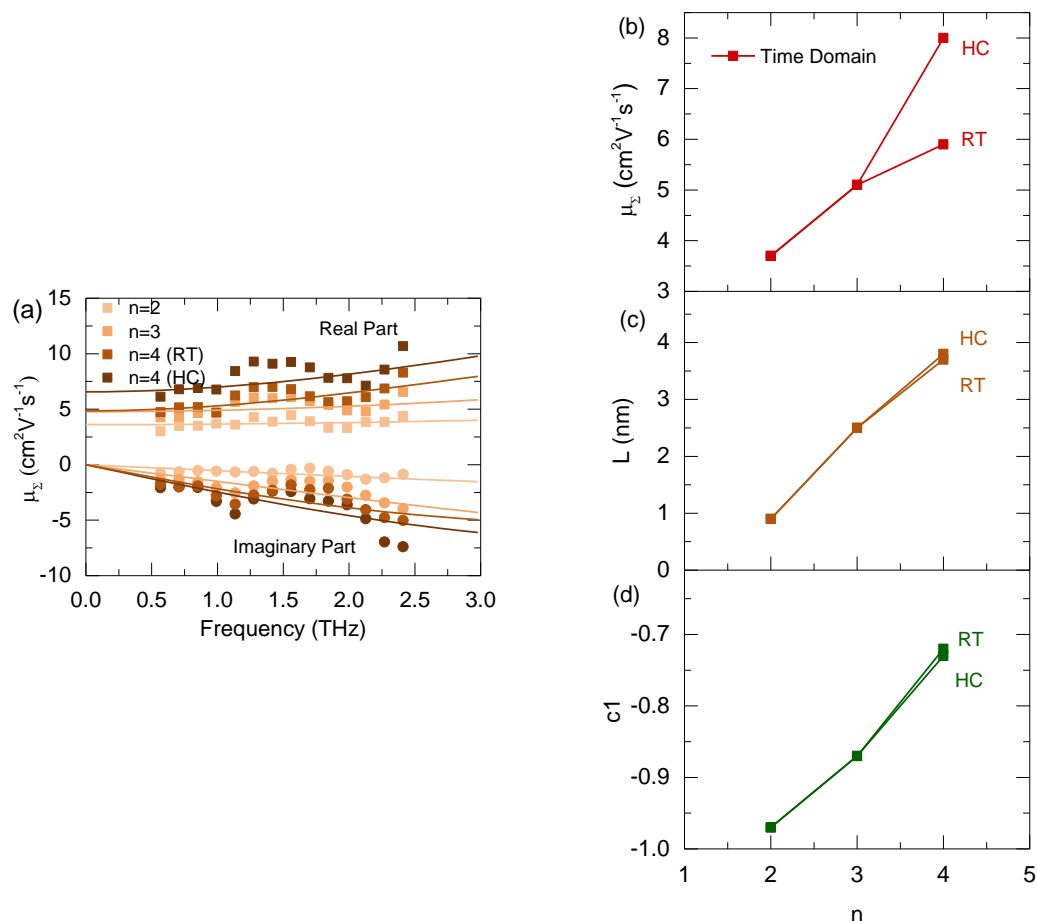 (a)
15
10
5
0
-5
-10
μΣ (cm²V⁻¹s⁻¹)
n=2
n=3
n=4 (RT)
n=4 (HC)
Real Part
Imaginary Part
0.0 0.5 1.0 1.5 2.0 2.5 3.0
Frequency (THz)
(b)
8
7
6
5
4
3
μΣ (cm²V⁻¹s⁻¹)
Time Domain
HC
RT
(c)
4
3
2
1
0
L (nm)
HC
RT
(d)
-0.7
-0.8
-0.9
-1.0
c1
RT
HC
1 2 3 4 5
n